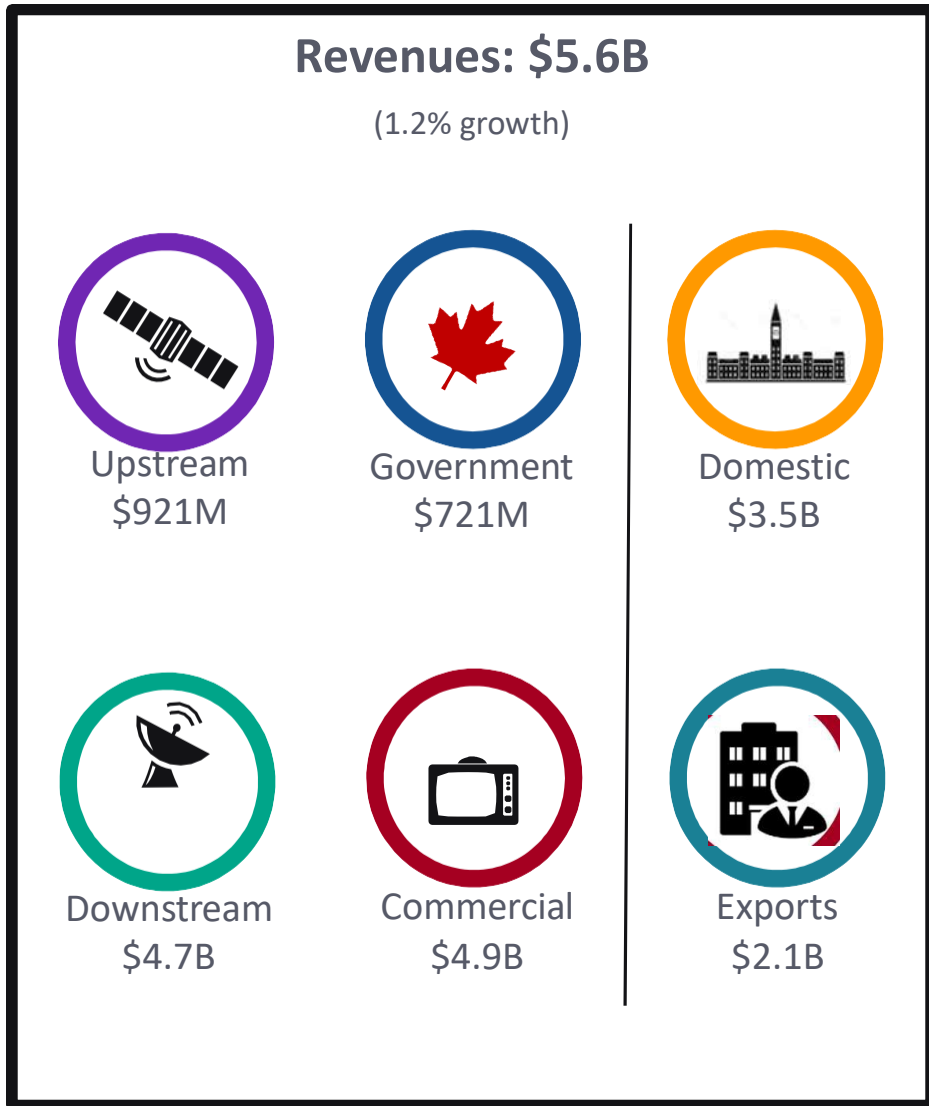 Revenues: $5.6B
(1.2% growth)
Upstream
$921M
Government
$721M
Domestic
$3.5B
Downstream
$4.7B
Commercial
$4.9B
Exports
$2.1B